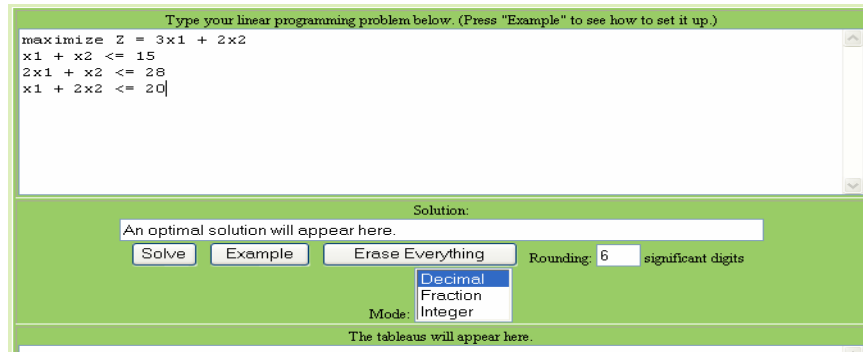 Type your linear programming problem below. (Press "Example" to see how to set it up.)
maximize Z = 3x1 + 2x2
x1 + x2 <= 15
2x1 + x2 <= 28
x1 + 2x2 <= 20
Solution:
An optimal solution will appear here.
Solve Example Erase Everything Rounding: 6 significant digits
Decimal
Fraction
Mode: Integer
The tableaus will appear here.